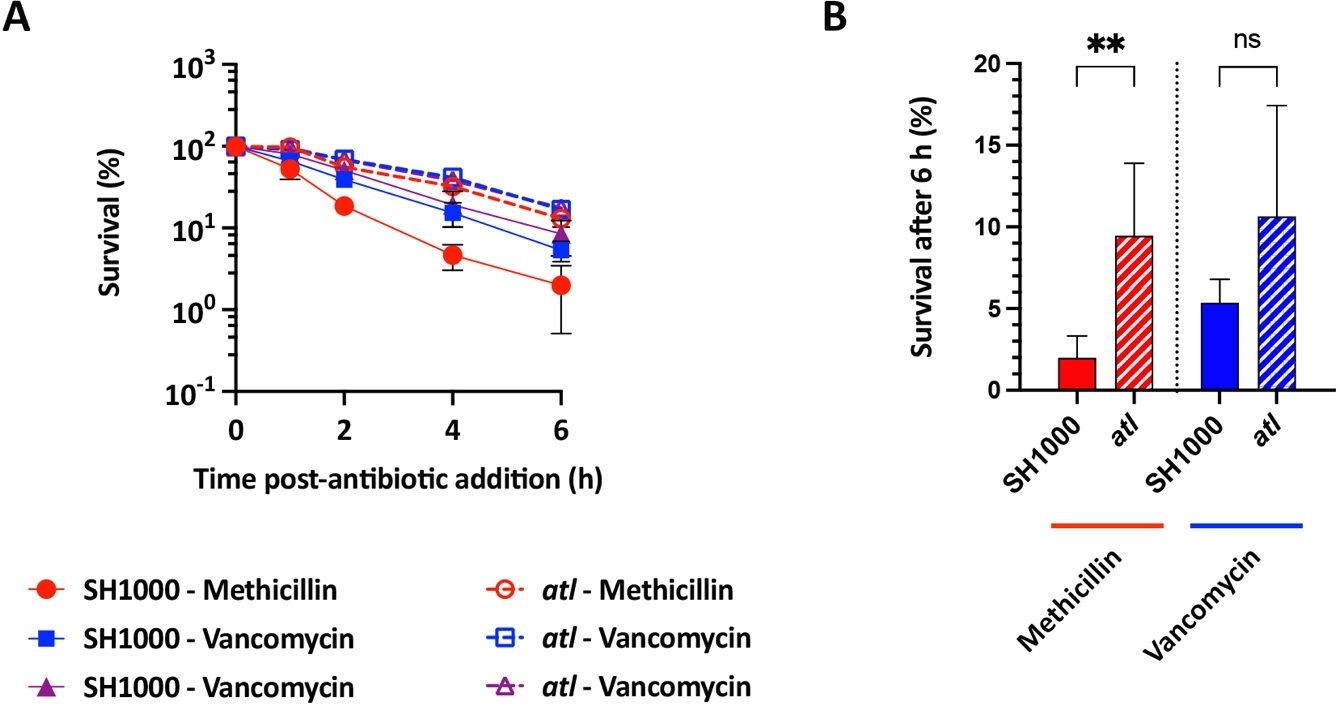 A
Survival (%)
10³
10²
10¹
10⁰
10⁻¹
0 2 4 6
Time post-antibiotic addition (h)
SH1000 - Methicillin
SH1000 - Vancomycin
SH1000 - Vancomycin
atl - Methicillin
atl - Vancomycin
atl - Vancomycin
B
Survival after 6 h (%)
20
15
10
5
0
** ns
SH1000 atl SH1000 atl
Methicillin Vancomycin